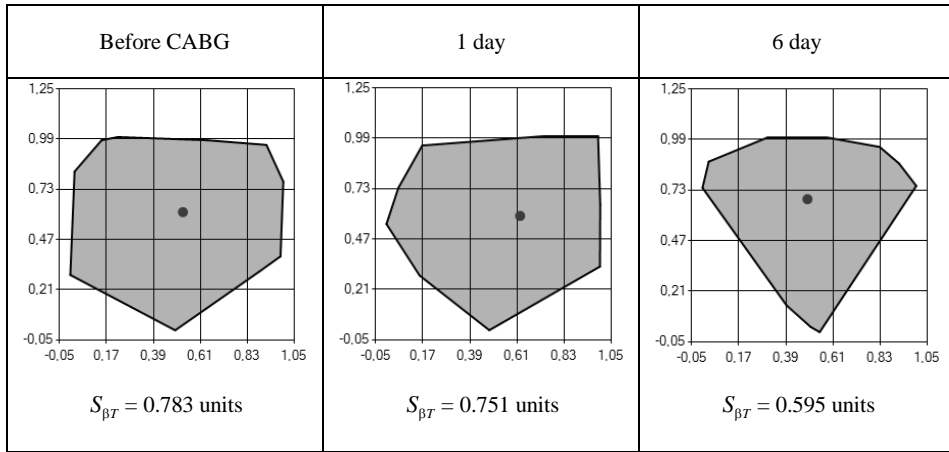 Before CABG
1 day
6 day
1,25
0,99
0,73
0,47
0,21
-0,05
-0,05 0,17 0,39 0,61 0,83 1,05
1,25
0,99
0,73
0,47
0,21
-0,05
-0,05 0,17 0,39 0,61 0,83 1,05
1,25
0,99
0,73
0,47
0,21
-0,05
-0,05 0,17 0,39 0,61 0,83 1,05
SβT = 0.783 units
SβT = 0.751 units
SβT = 0.595 units